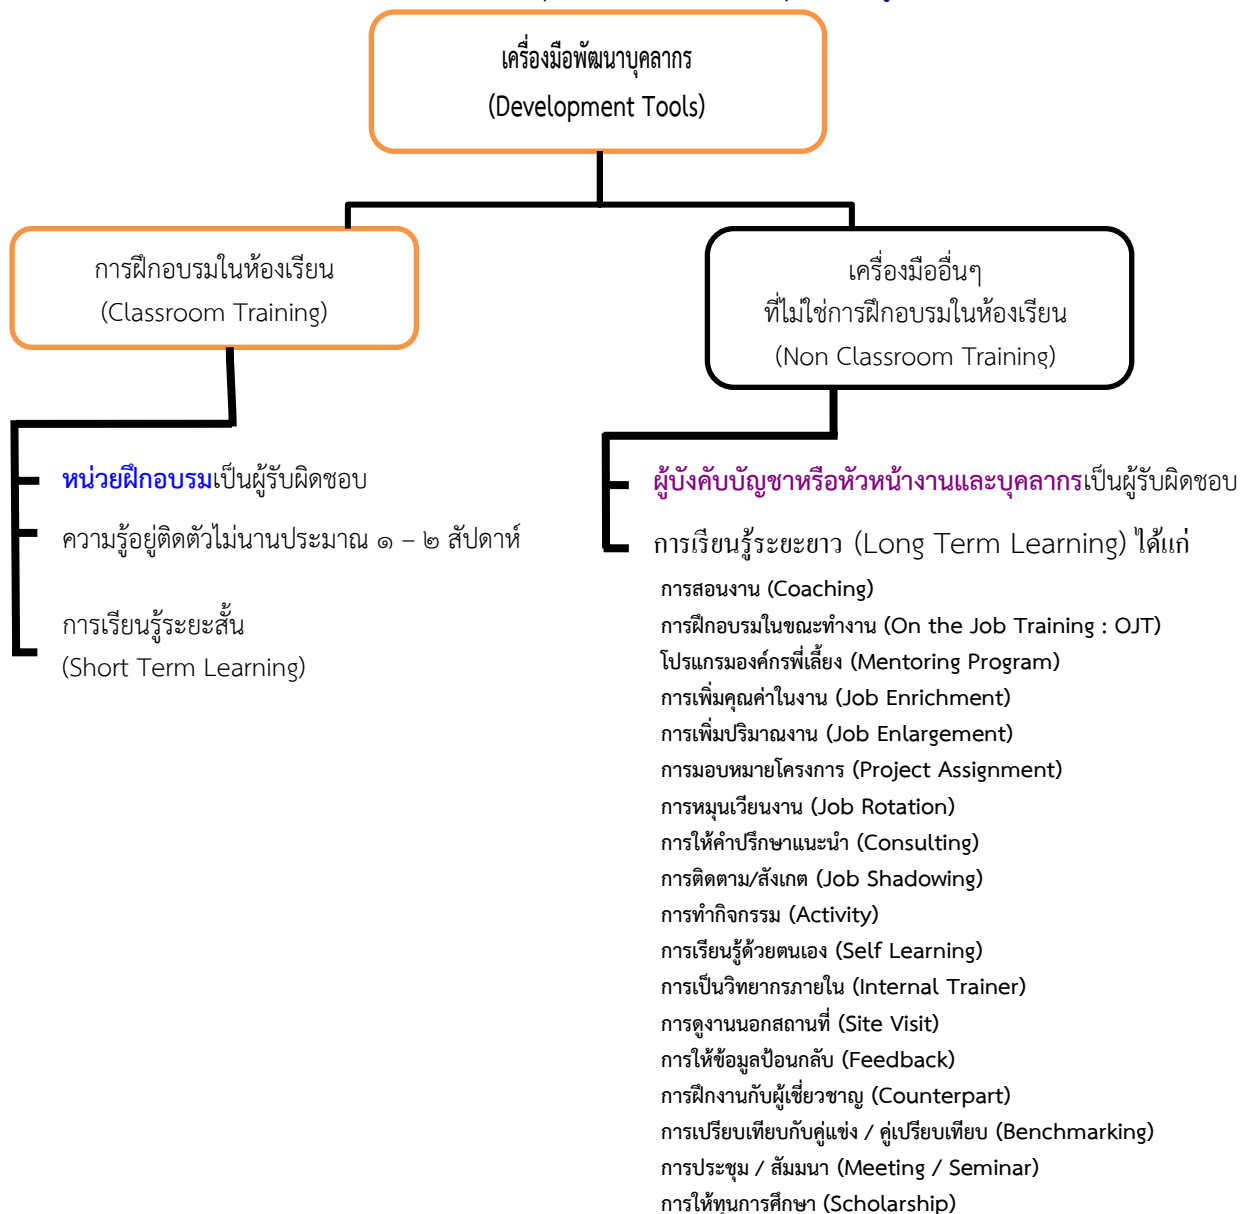 เครื่องมือพัฒนาบุคลากร
(Development Tools)
การฝึกอบรมในห้องเรียน
(Classroom Training)
เครื่องมืออื่นๆ
ที่ไม่ใช่การฝึกอบรมในห้องเรียน
(Non Classroom Training)
หน่วยฝึกอบรมเป็นผู้รับผิดชอบ
ความรู้อยู่ติดตัวไม่นานประมาณ ๑ – ๒ สัปดาห์
การเรียนรู้ระยะสั้น
(Short Term Learning)
ผู้บังคับบัญชาหรือหัวหน้างานและบุคลากรเป็นผู้รับผิดชอบ
การเรียนรู้ระยะยาว (Long Term Learning) ได้แก่
การสอนงาน (Coaching)
การฝึกอบรมในขณะทำงาน (On the Job Training : OJT)
โปรแกรมองค์กรพี่เลี้ยง (Mentoring Program)
การเพิ่มคุณค่าในงาน (Job Enrichment)
การเพิ่มปริมาณงาน (Job Enlargement)
การมอบหมายโครงการ (Project Assignment)
การหมุนเวียนงาน (Job Rotation)
การให้คำปรึกษาแนะนำ (Consulting)
การติดตาม/สังเกต (Job Shadowing)
การทำกิจกรรม (Activity)
การเรียนรู้ด้วยตนเอง (Self Learning)
การเป็นวิทยากรภายใน (Internal Trainer)
การดูงานนอกสถานที่ (Site Visit)
การให้ข้อมูลป้อนกลับ (Feedback)
การฝึกงานกับผู้เชี่ยวชาญ (Counterpart)
การเปรียบเทียบกับคู่แข่ง / คู่เปรียบเทียบ (Benchmarking)
การประชุม / สัมมนา (Meeting / Seminar)
การให้ทุนการศึกษา (Scholarship)